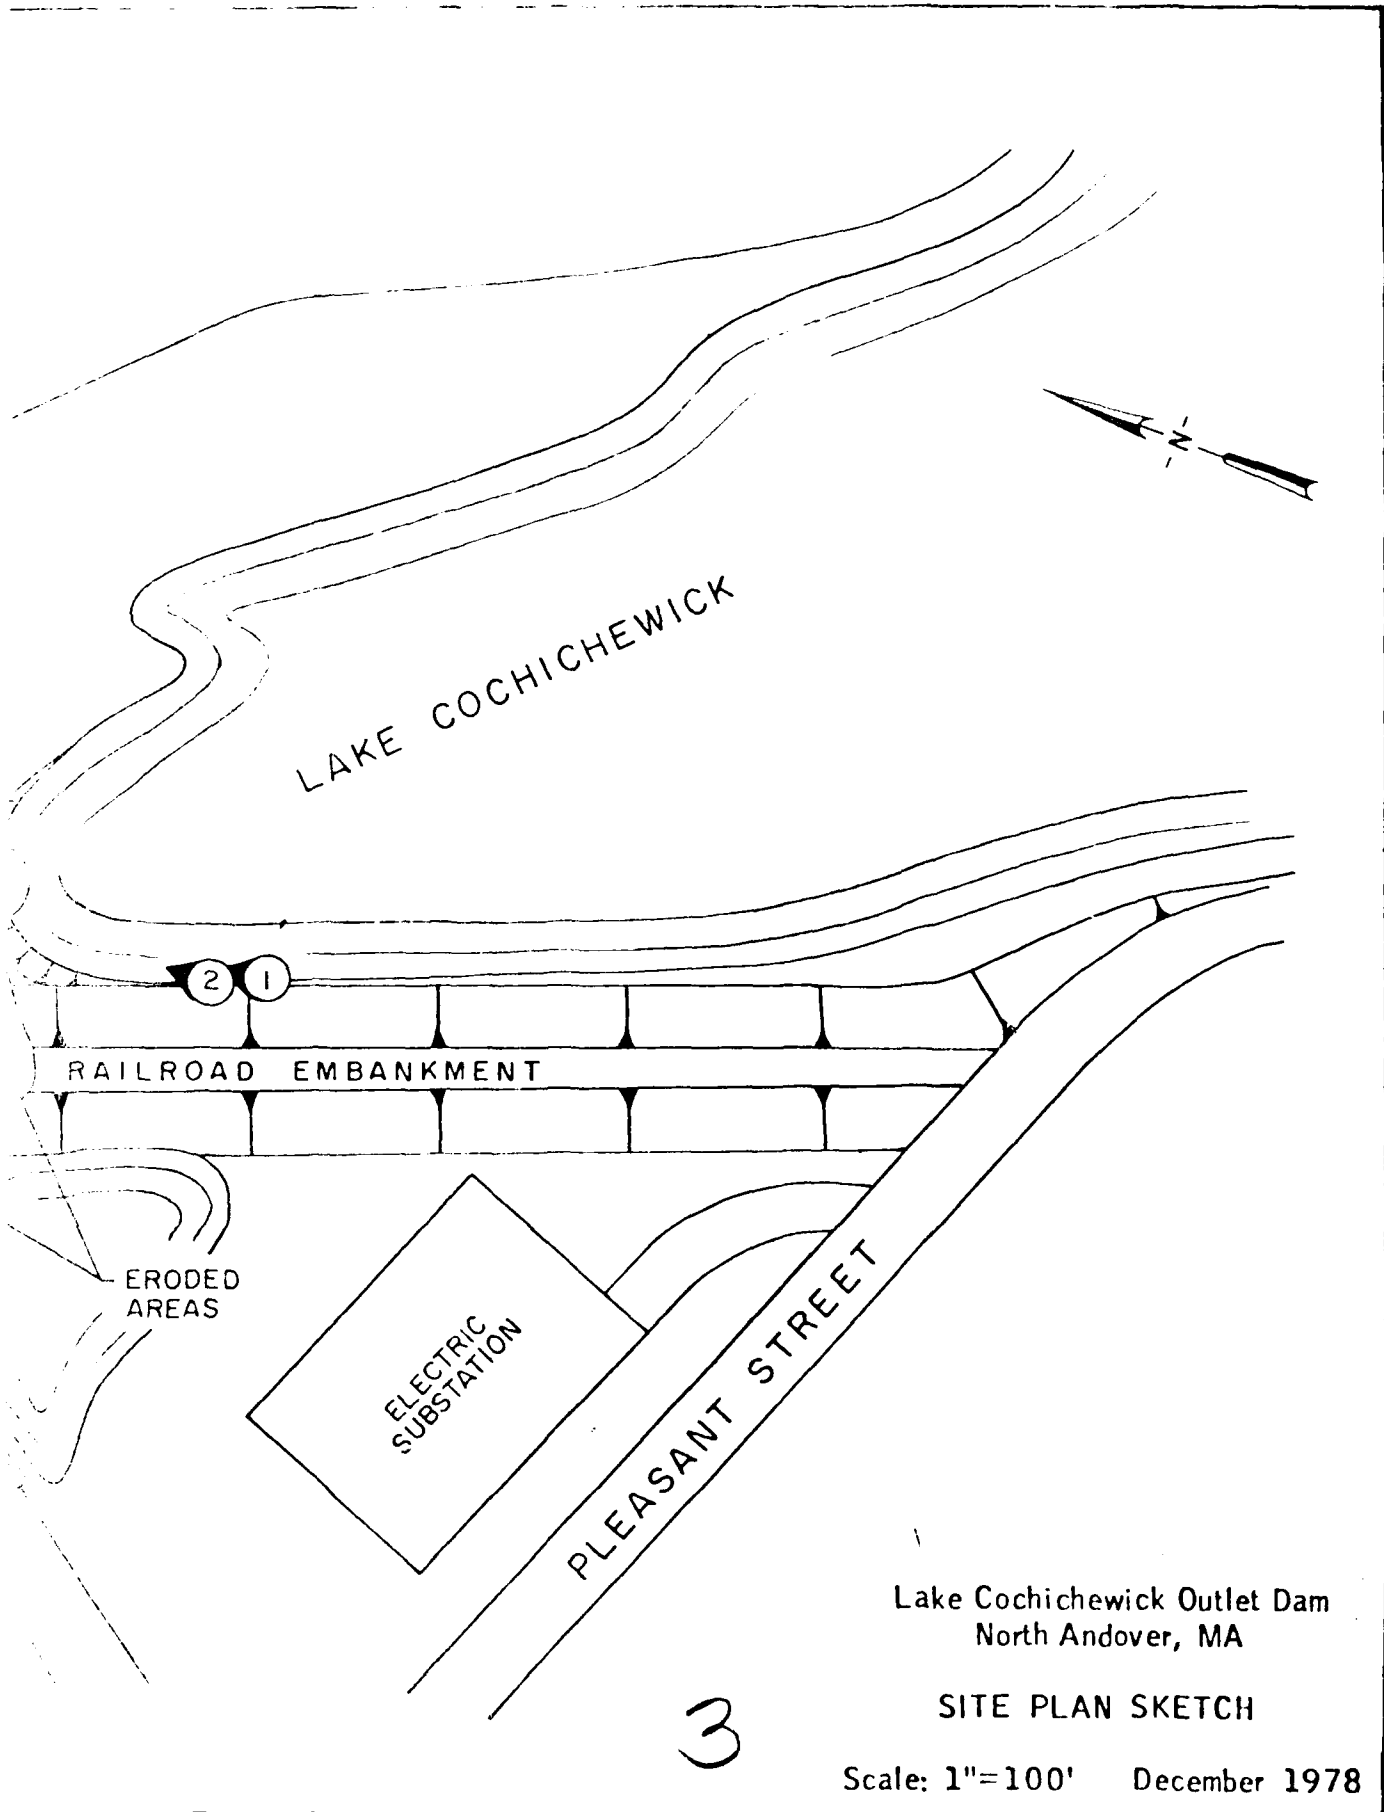 N
LAKE COCHICHEWICK
2
1
RAILROAD EMBANKMENT
ERODED
AREAS
ELECTRIC
SUBSTATION
PLEASANT STREET
Lake Cochichewick Outlet Dam
North Andover, MA
SITE PLAN SKETCH
3
Scale: 1"=100' December 1978